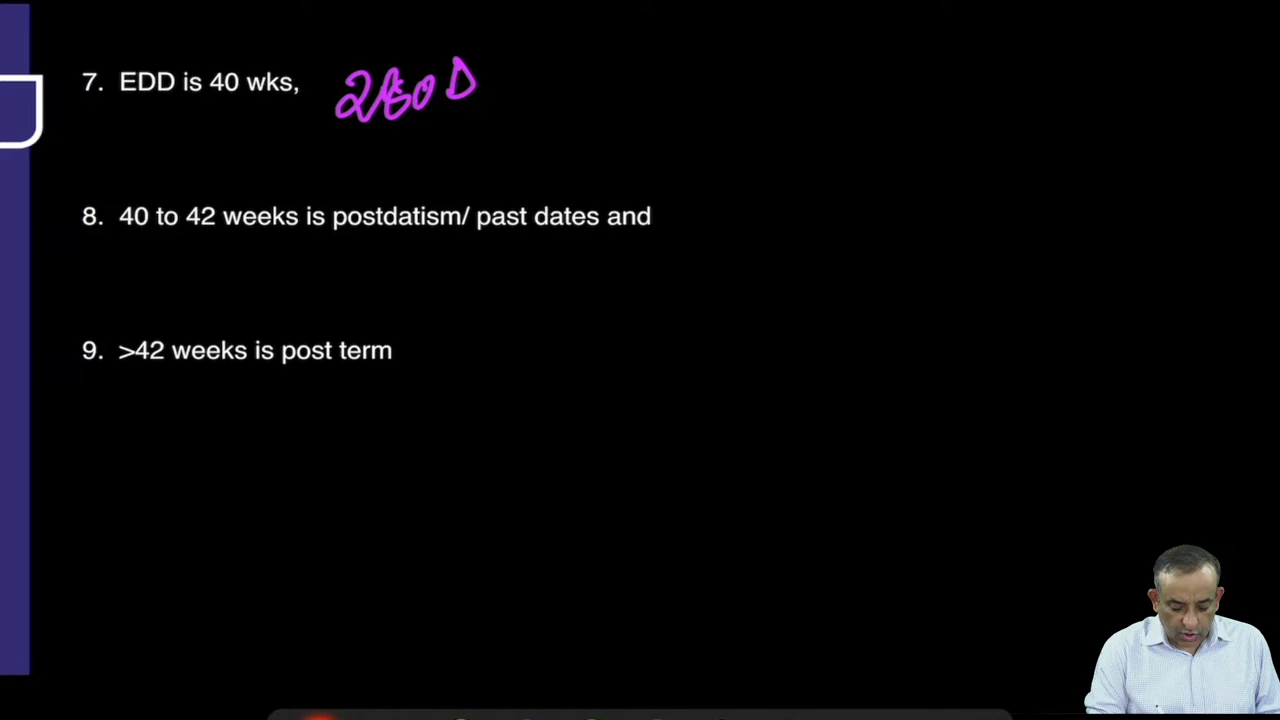 7. EDD is 40 wks, 280 D
8. 40 to 42 weeks is postdatism/ past dates and
9. >42 weeks is post term